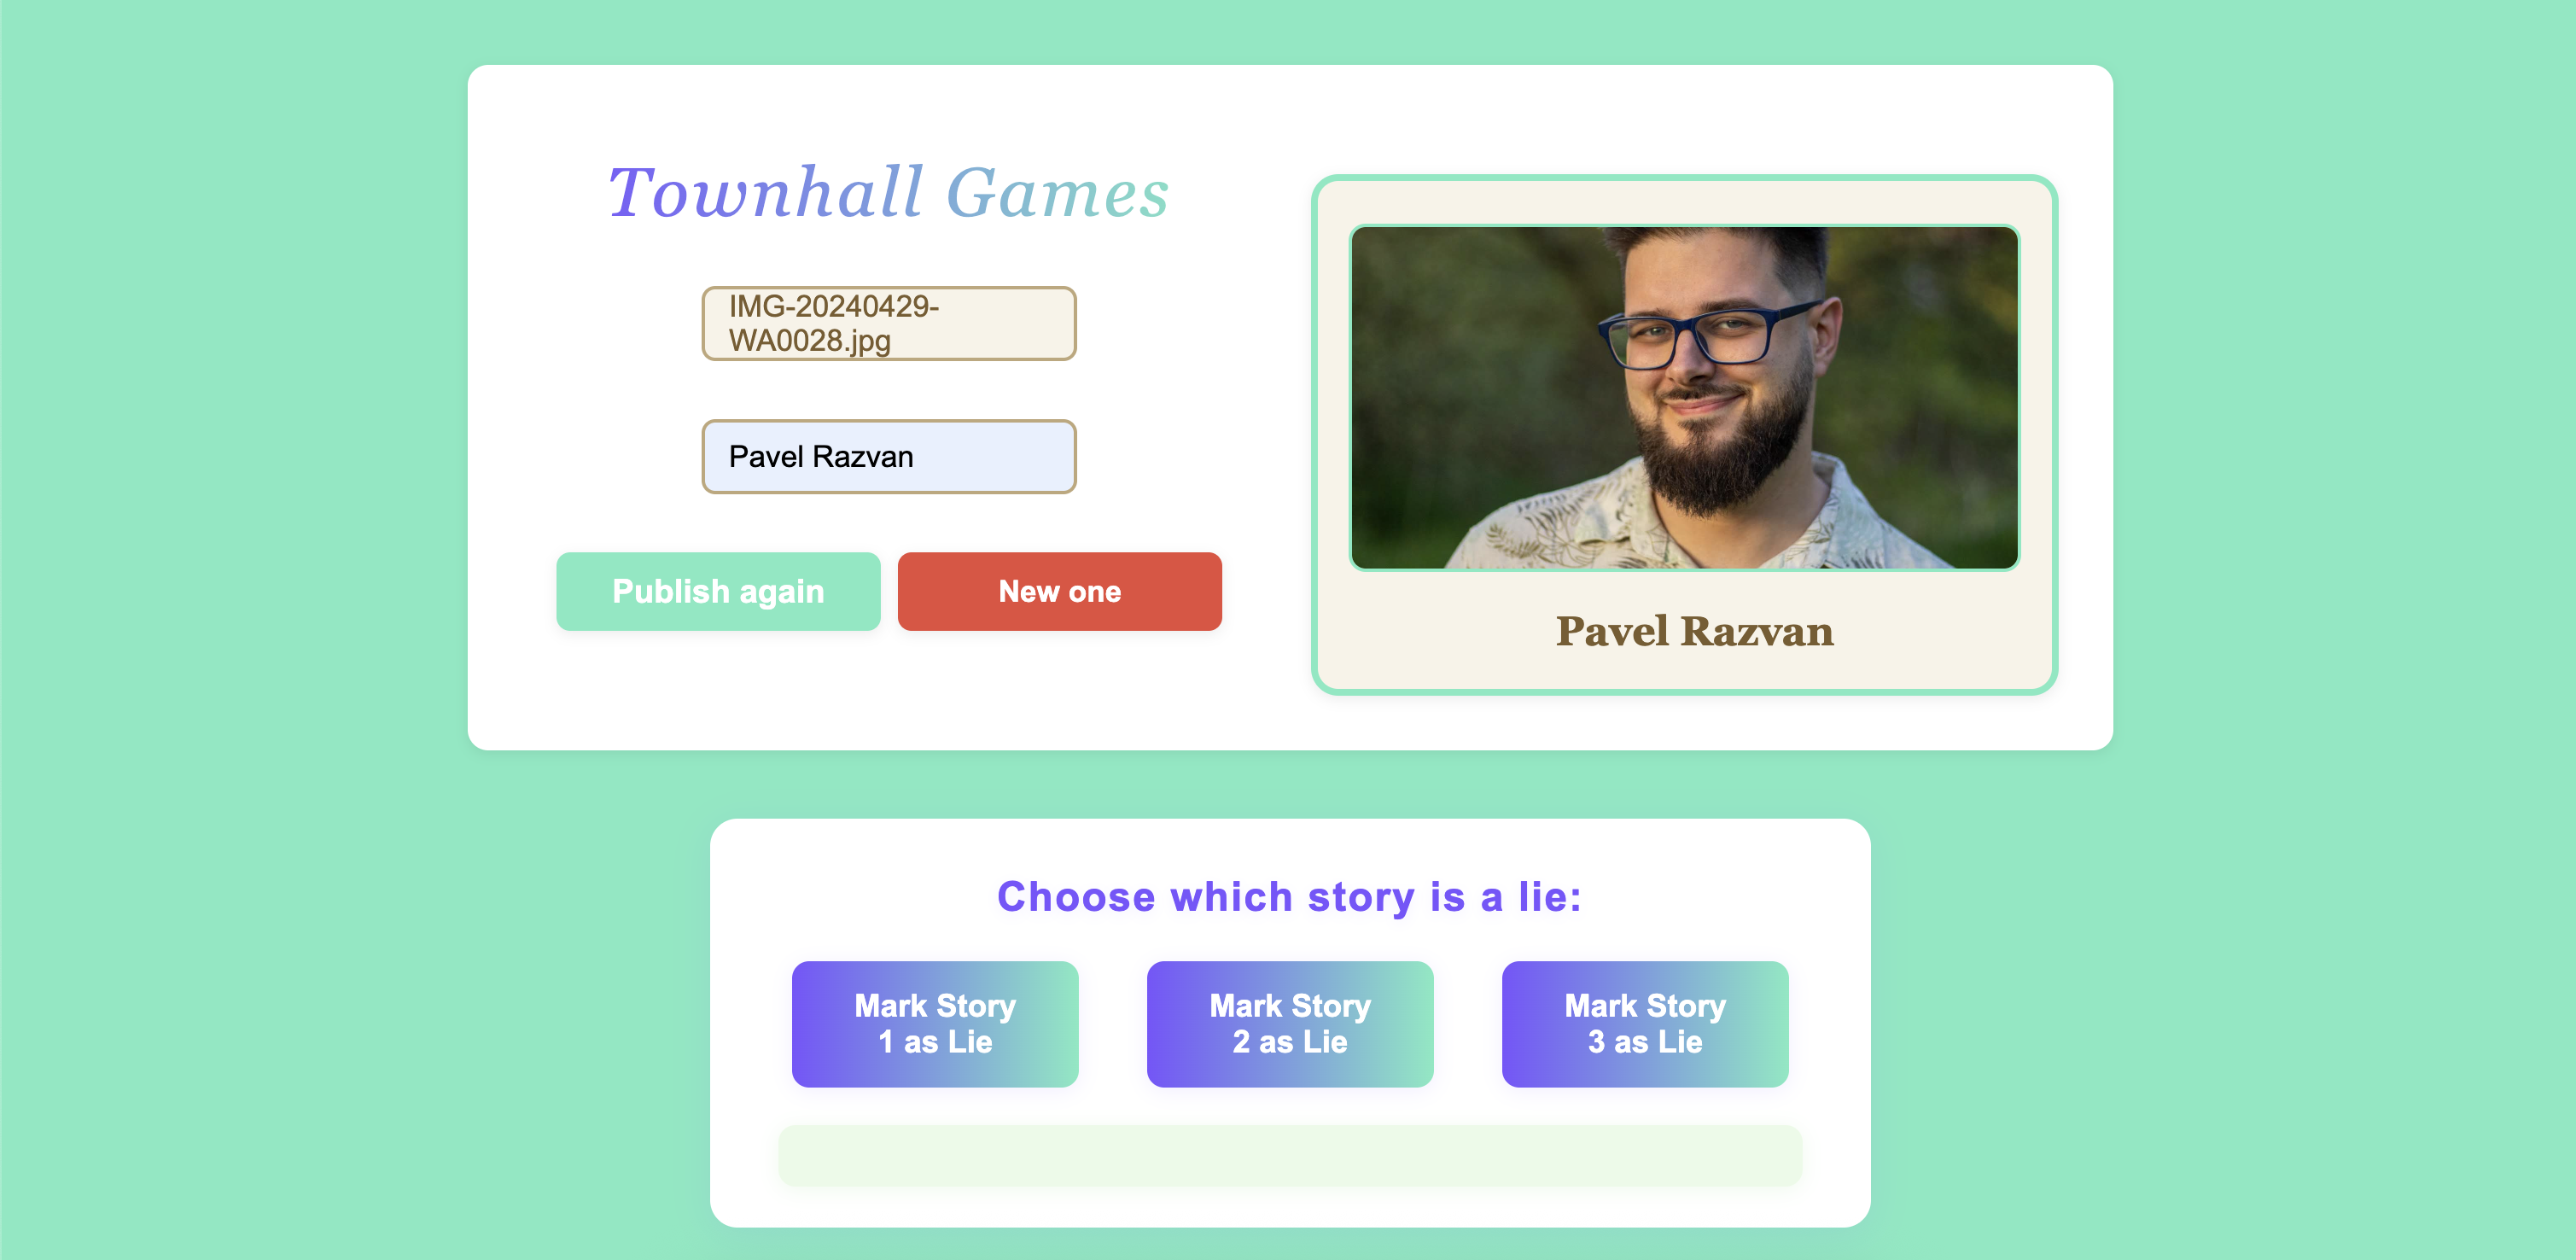 Townhall Games
IMG-20240429-
WA0028.jpg
Pavel Razvan
Publish again
New one
Pavel Razvan
Choose which story is a lie:
Mark Story
1 as Lie
Mark Story
2 as Lie
Mark Story
3 as Lie